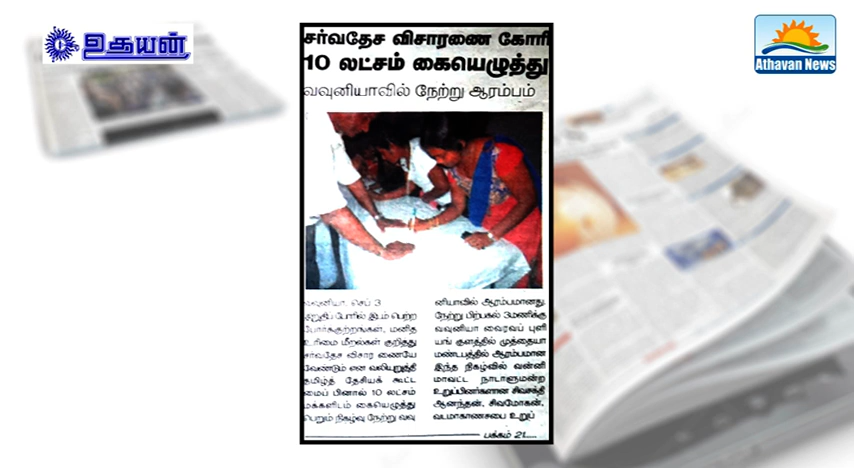 உதயன்
Athavan News
சர்வதேச விசாரணை கோரி
10 லட்சம் கையெழுத்து
வவுனியாவில் நேற்று ஆரம்பம்
வவுனியா, செப் 3
இறுதிப் போரில் இடம் பெற்ற
போர்க்குற்றங்கள், மனித
உரிமை மீறல்கள் குறித்து
சர்வதேச விசார ணையே
வேண்டும் என வலியுறுத்தி
தமிழ்த் தேசியக் கூட்ட
மைப் பினால் 10 லட்சம்
மக்களிடம் கையெழுத்து
பெறும் நிகழ்வு நேற்று வவு
னியாவில் ஆரம்பமானது.
நேற்று பிற்பகல் 3மணிக்கு
வவுனியா வைரவப் புளி
யங் குளத்தில் முத்தையா
மண்டபத்தில் ஆரம்பமான
இந்த நிகழ்வில் வன்னி
மாவட்ட நாடாளுமன்ற
உறுப்பினர்களான சிவசக்தி
ஆனந்தன், சிவமோகன்,
வடமாகாணசபை உறுப்
பக்கம் 21.....